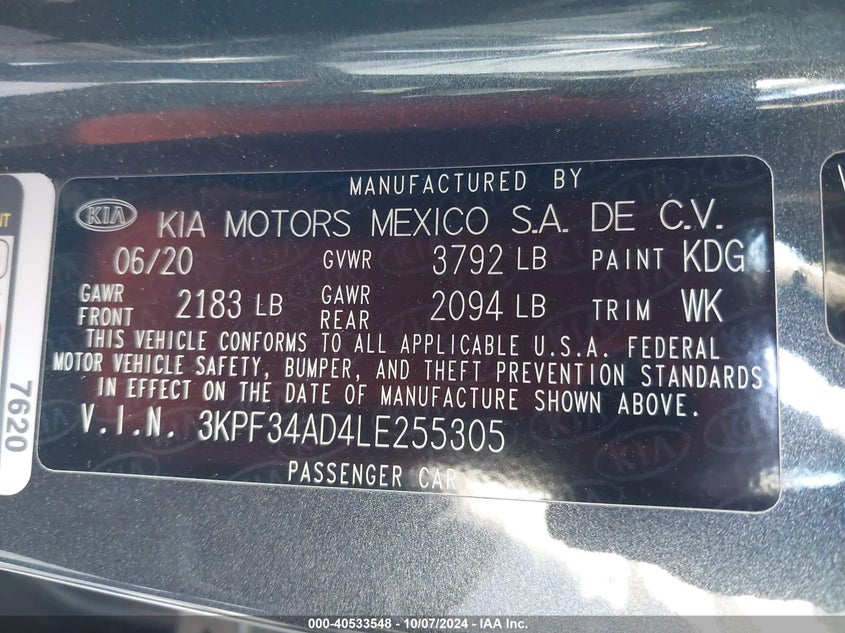 MANUFACTURED BY
KIA KIA MOTORS MEXICO S.A. DE C.V.
06/20 GVWR 3792 LB PAINT KDG
GAWR FRONT 2183 LB GAWR REAR 2094 LB TRIM WK
THIS VEHICLE CONFORMS TO ALL APPLICABLE U.S.A. FEDERAL
MOTOR VEHICLE SAFETY, BUMPER, AND THEFT PREVENTION STANDARDS
IN EFFECT ON THE DATE OF MANUFACTURE SHOWN ABOVE.
V.I.N. 3KPF34AD4LE255305
PASSENGER CAR
7620
000-40533548 - 10/07/2024 - IAA Inc.